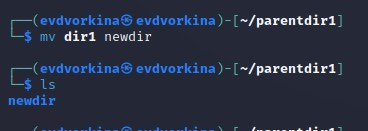 ┌──(evdvorkina㉿evdvorkina)-[~/parentdir1]
└─$ mv dir1 newdir
┌──(evdvorkina㉿evdvorkina)-[~/parentdir1]
└─$ ls
newdir